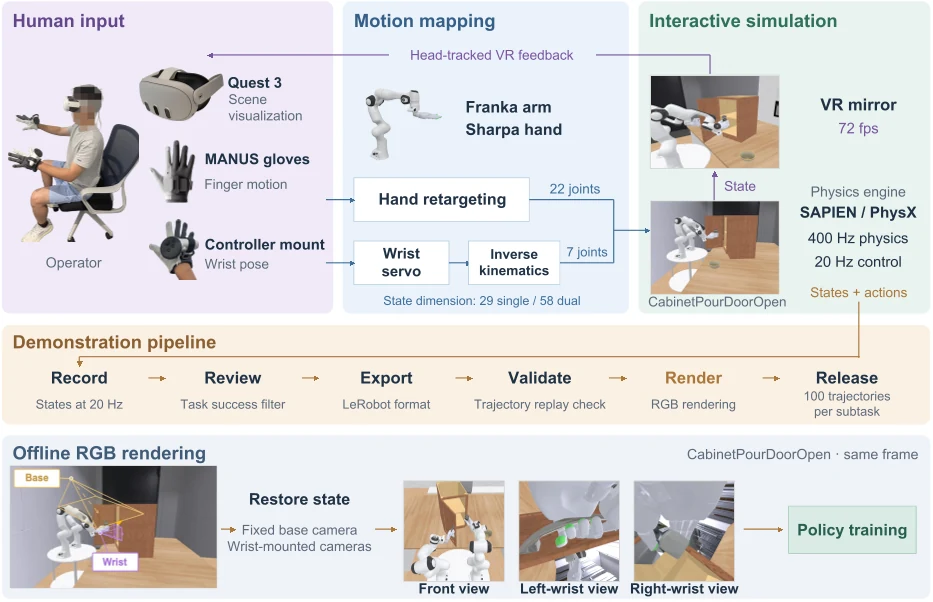 Human input
Quest 3
Scene
visualization
MANUS gloves
Finger motion
Controller mount
Wrist pose
Operator
Motion mapping
Head-tracked VR feedback
Franka arm
Sharpa hand
Hand retargeting
22 joints
Wrist
servo
Inverse
kinematics
7 joints
State dimension: 29 single / 58 dual
Interactive simulation
VR mirror
72 fps
State
Physics engine
SAPIEN / PhysX
400 Hz physics
20 Hz control
CabinetPourDoorOpen
States + actions
Demonstration pipeline
Record
States at 20 Hz
Review
Task success filter
Export
LeRobot format
Validate
Trajectory replay check
Render
RGB rendering
Release
100 trajectories
per subtask
Offline RGB rendering
CabinetPourDoorOpen · same frame
Base
Wrist
Restore state
Fixed base camera
Wrist-mounted cameras
Front view
Left-wrist view
Right-wrist view
Policy training